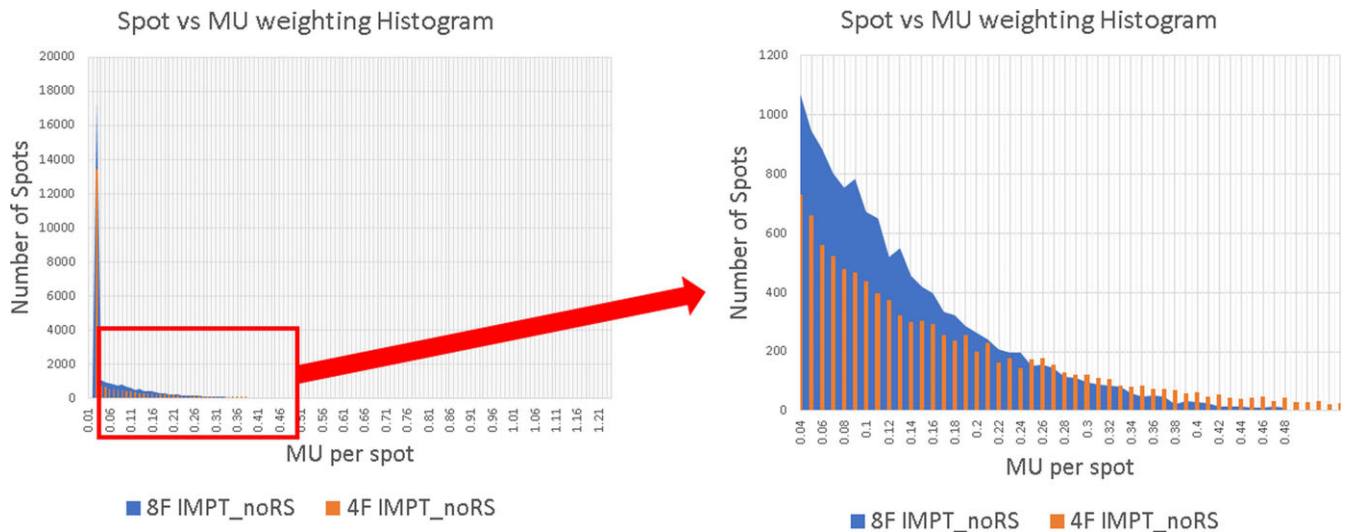 Spot vs MU weighting Histogram
20000
18000
16000
14000
12000
10000
8000
6000
4000
2000
0
Number of Spots
0.01 0.06 0.11 0.16 0.21 0.26 0.31 0.36 0.41 0.46 0.51 0.56 0.61 0.66 0.71 0.76 0.81 0.86 0.91 0.96 1.01 1.06 1.11 1.16 1.21
MU per spot
8F IMPT_noRS 4F IMPT_noRS
Spot vs MU weighting Histogram
1200
1000
800
600
400
200
0
Number of Spots
0.04 0.06 0.08 0.1 0.12 0.14 0.16 0.18 0.2 0.22 0.24 0.26 0.28 0.3 0.32 0.34 0.36 0.38 0.4 0.42 0.44 0.46 0.48
MU per spot
8F IMPT_noRS 4F IMPT_noRS